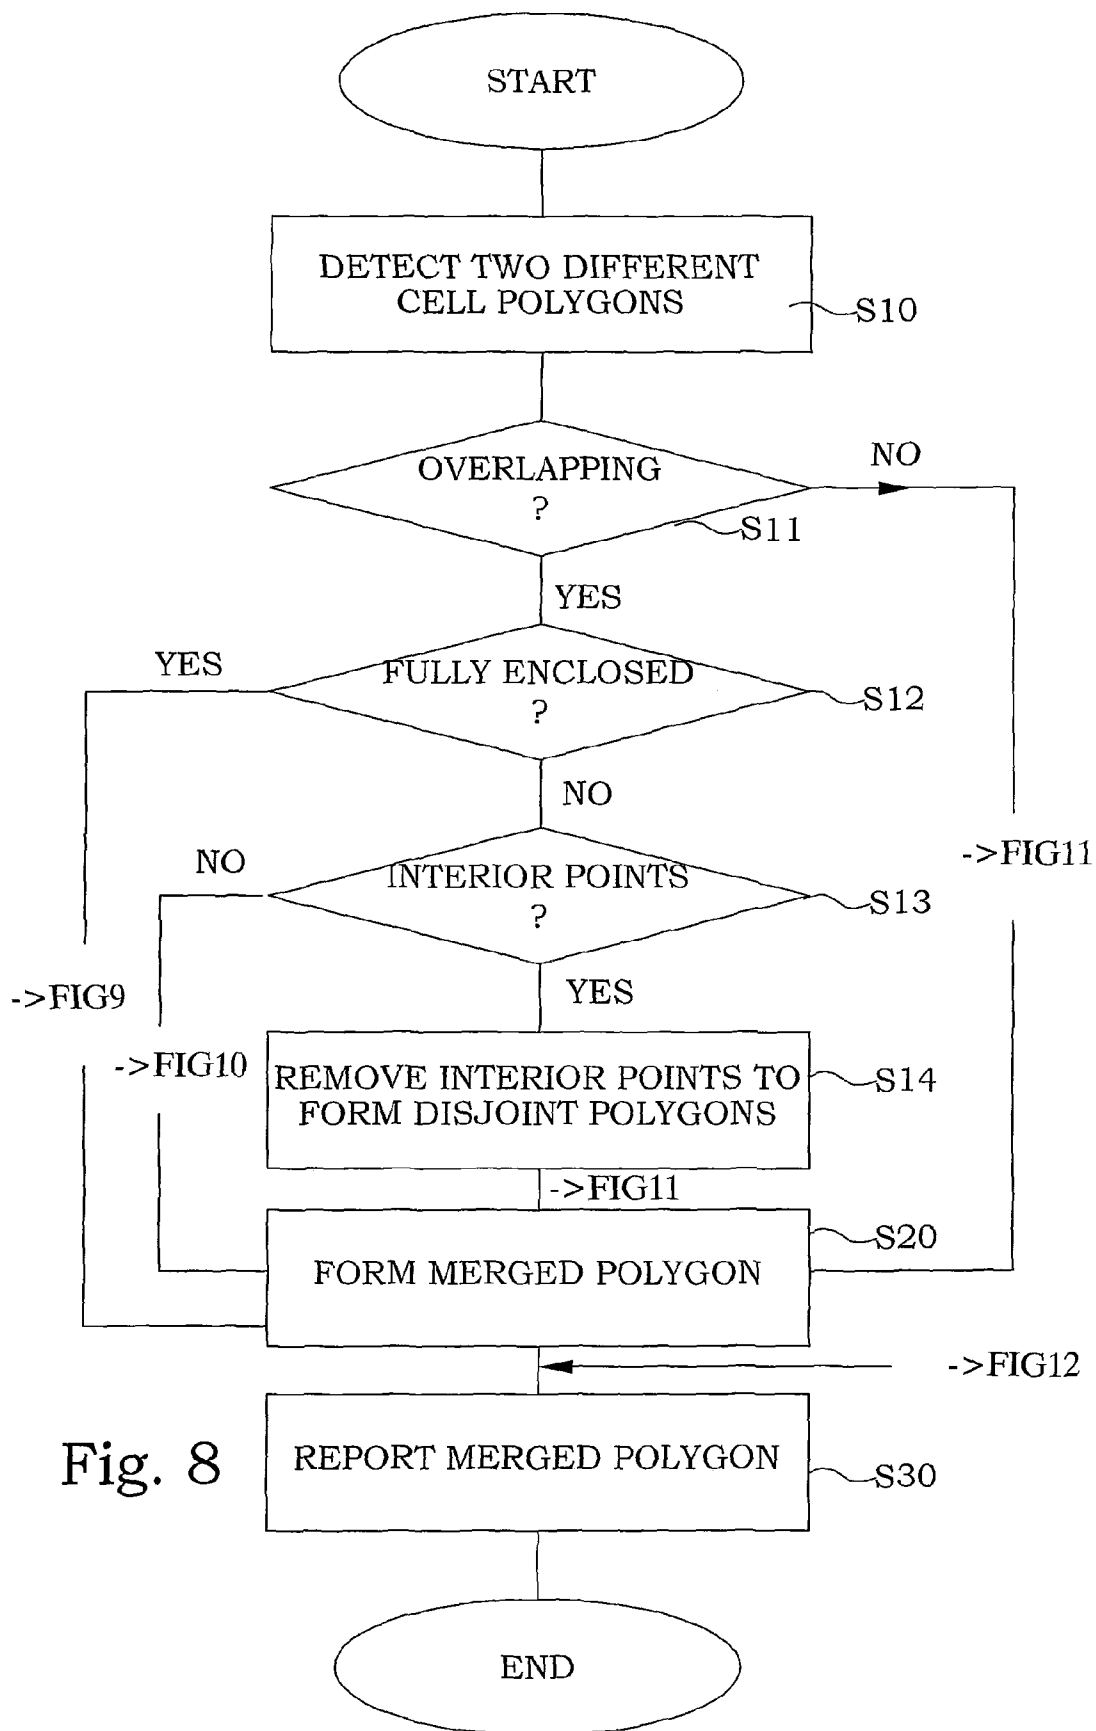 START
DETECT TWO DIFFERENT
CELL POLYGONS
S10
OVERLAPPING
?
NO
S11
YES
YES
FULLY ENCLOSED
?
S12
NO
->FIG11
NO
INTERIOR POINTS
?
S13
->FIG9
YES
->FIG10
REMOVE INTERIOR POINTS TO
FORM DISJOINT POLYGONS
S14
->FIG11
S20
FORM MERGED POLYGON
->FIG12
Fig. 8
REPORT MERGED POLYGON
S30
END